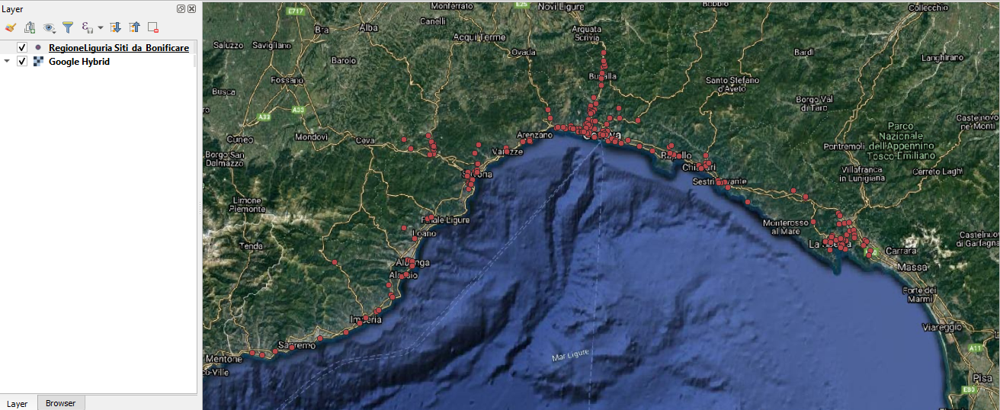 Layer
RegioneLiguria Siti_da_Bonificare
Google Hybrid
Layer
Browser
E717
Monferrato
E25
Novi Ligure
Bobbio
Collecchio
Canelli
Bra
Alba
Acqui Terme
Arquata
Scrivia
Saluzzo
Savigliano
Ovada
Bardi
Langhirano
Barolo
Fossano
Busalla
Santo Stefano
d'Aveto
Busca
Borgo Val
di Taro
A33
A33
Castelnovo
ne' Monti
Parco
Nazionale
dell'Appennino
Tosco-Emiliano
Cuneo
Mondovì
Ceva
Arenzano
Genova
Pontremoli
Borgo San
Dalmazzo
Varazze
Rapallo
Chiavari
Villafranca
in Lunigiana
Cerreto Laghi
Savona
Sestri Levante
Limone
Piemonte
Finale Ligure
Monterosso
al Mare
Loano
Castelnuo
di Garfagna
Tenda
La Spezia
Carrara
Albenga
Massa
Alassio
Forte dei
Marmi
Imperia
Viareggio
Sanremo
A11
Mentone
Mar Ligure
co-Ville
Pisa
E80